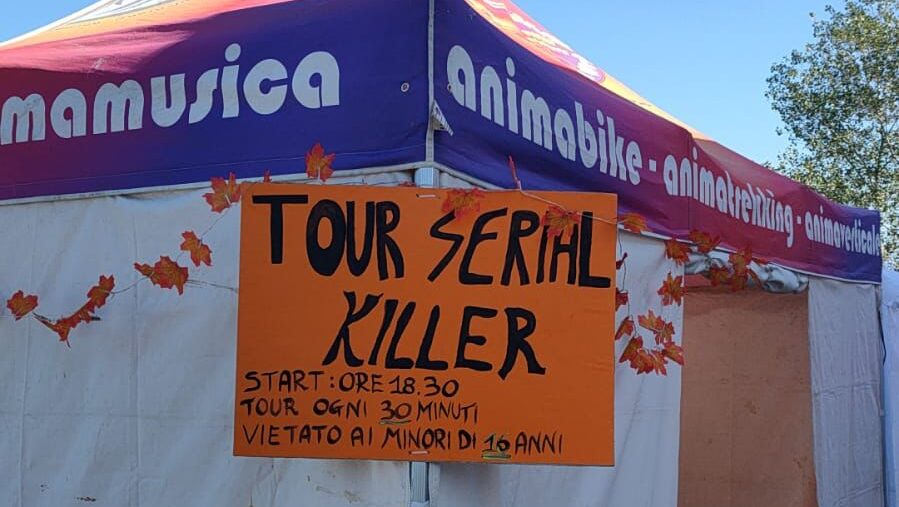 mamusica
animabike - animatrekking - animaverticale
TOUR SERIAL
KILLER
START: ORE 18.30
TOUR OGNI 30 MINUTI
VIETATO AI MINORI DI 16 ANNI